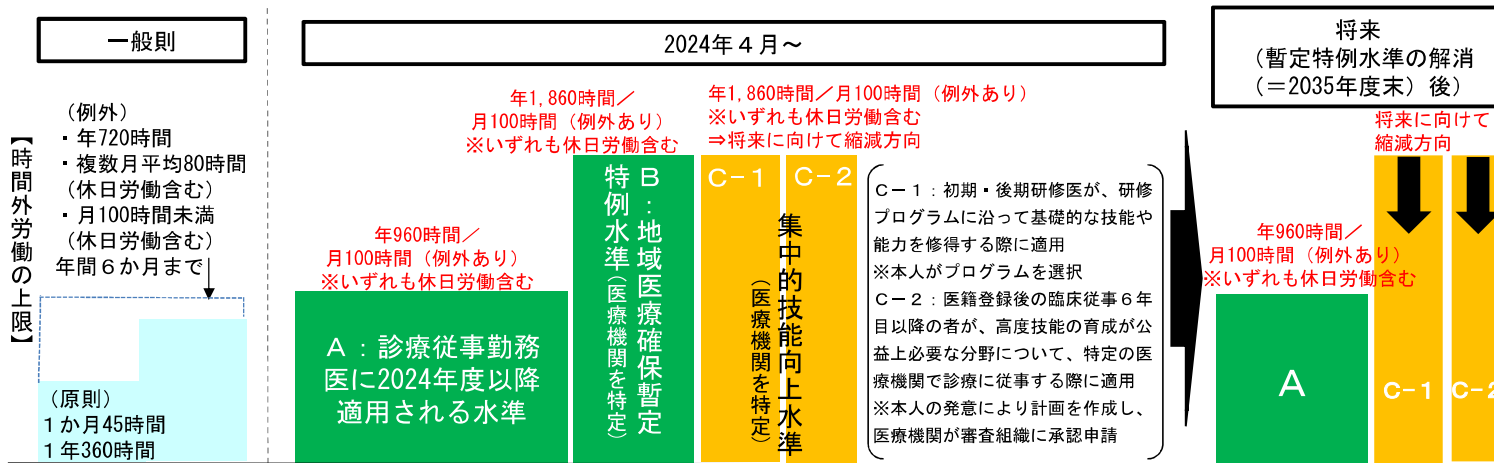 一般則
【時間外労働の上限】
（例外）
・年720時間
・複数月平均80時間
（休日労働含む）
・月100時間未満
（休日労働含む）
年間６か月まで
（原則）
１か月45時間
１年360時間
2024年４月～
年960時間／
月100時間（例外あり）
※いずれも休日労働含む
Ａ：診療従事勤務
医に2024年度以降
適用される水準
年1,860時間／
月100時間（例外あり）
※いずれも休日労働含む
Ｂ：地域医療確保暫定
特例水準（医療機関を特定）
年1,860時間／月100時間（例外あり）
※いずれも休日労働含む
⇒将来に向けて縮減方向
Ｃ－１
Ｃ－２
集中的技能向上水準
（医療機関を特定）
Ｃ－１：初期・後期研修医が、研修
プログラムに沿って基礎的な技能や
能力を修得する際に適用
※本人がプログラムを選択
Ｃ－２：医籍登録後の臨床従事６年
目以降の者が、高度技能の育成が公
益上必要な分野について、特定の医
療機関で診療に従事する際に適用
※本人の発意により計画を作成し、
医療機関が審査組織に承認申請
将来
（暫定特例水準の解消
（＝2035年度末）後）
将来に向けて
縮減方向
年960時間／
月100時間（例外あり）
※いずれも休日労働含む
Ａ
Ｃ－１
Ｃ－２